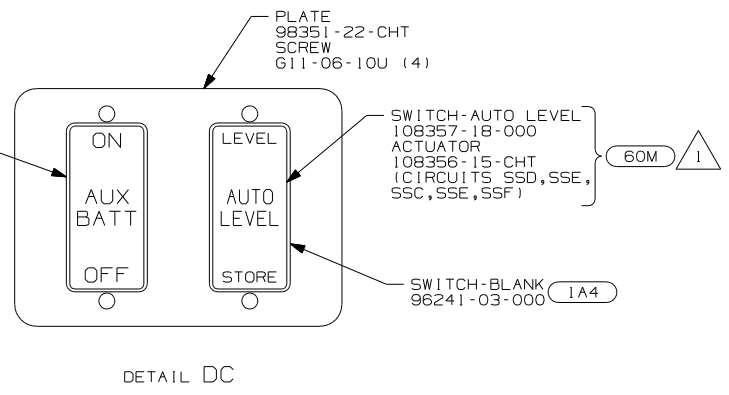 PLATE
98351-22-CHT
SCREW
G11-06-10U (4)
SWITCH-AUTO LEVEL
108357-18-000
ACTUATOR
108356-15-CHT
(CIRCUITS SSD,SSE,
SSC,SSE,SSF)
60M
1
ON
AUX
BATT
OFF
LEVEL
AUTO
LEVEL
STORE
SWITCH-BLANK
96241-03-000
1A4
DETAIL DC